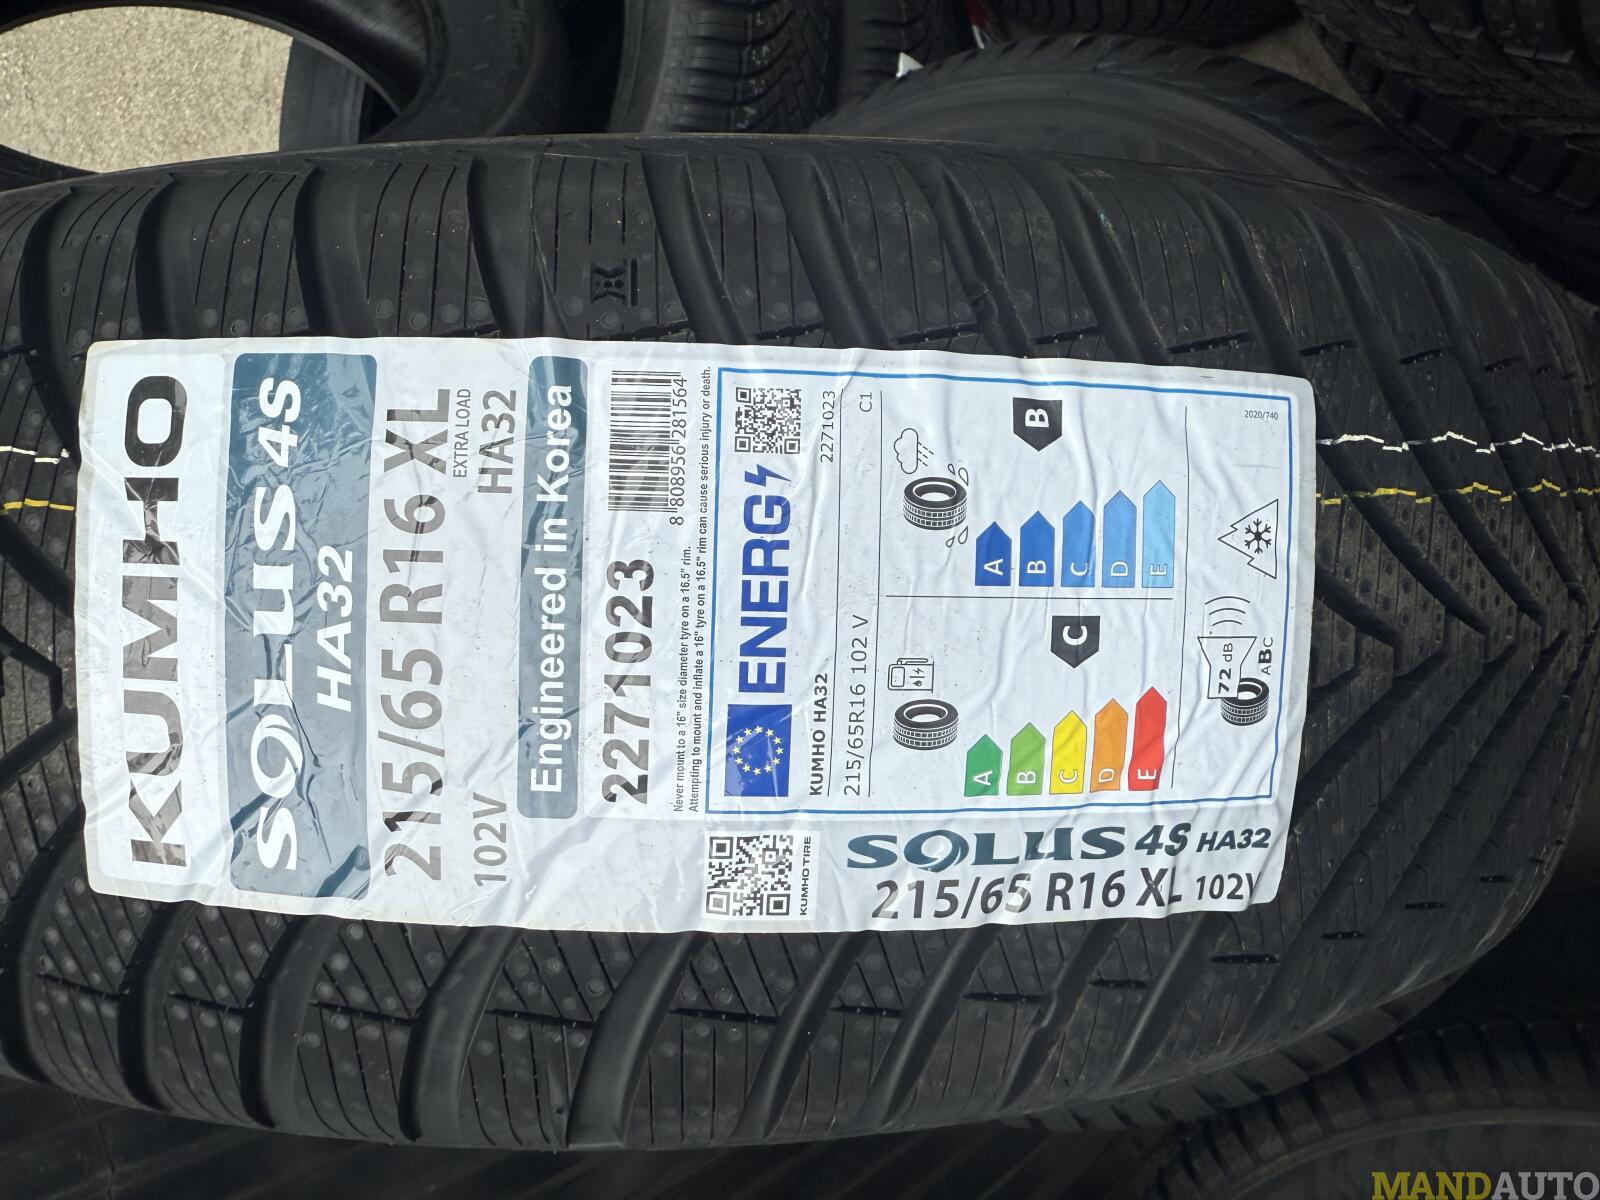 KUMHO
SOLUS 4S
HA32
215/65 R16 XL
EXTRA LOAD
102V
HA32
Engineered in Korea
2271023
8 808956 281564
Never mount to a 16" size diameter tyre on a 16.5" rim.
Attempting to mount and inflate a 16" tyre on a 16.5" rim can cause serious injury or death.
ENERG
KUMHO HA32
2271023
215/65R16 102 V
C1
A
B
C
D
E
C
A
B
C
D
E
B
72 dB
ABC
2020/740
KUMHO TIRE
SOLUS 4S HA32
215/65 R16 XL 102V
MANDAUTO